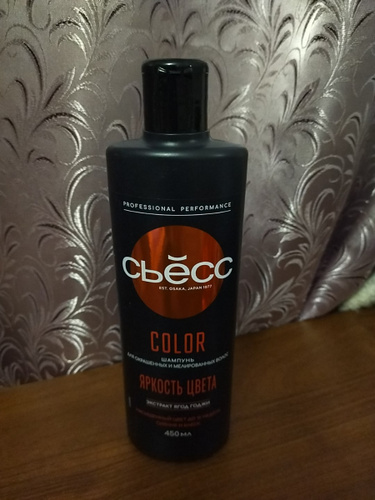 PROFESSIONAL PERFORMANCE
СЬĔСС
EST. OSAKA, JAPAN 1977
COLOR
ШАМПУНЬ
ДЛЯ ОКРАШЕННЫХ И МЕЛИРОВАННЫХ ВОЛОС
ЯРКОСТЬ ЦВЕТА
ЭКСТРАКТ ЯГОД ГОДЖИ
450 МЛ